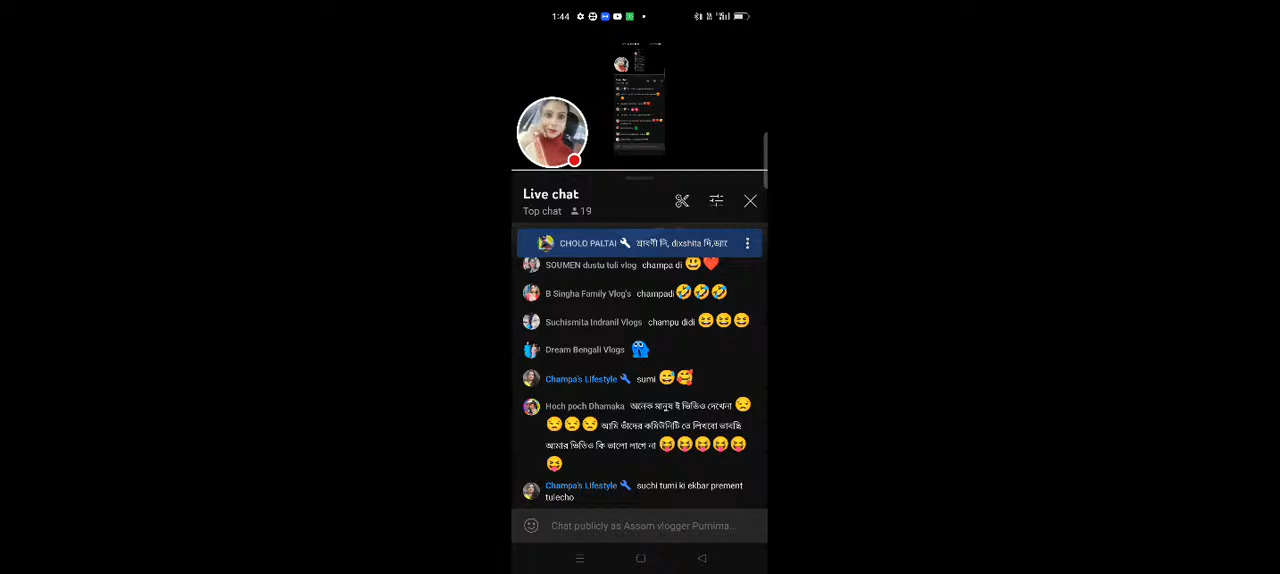 1:44
Live chat
Top chat 19
CHOLO PALTAI শ্রাবণী দি, dixshita দি,জ্যাে
SOUMEN dustu tuli vlog champa di 😃❤️
B Singha Family Vlog's champadi 🤣🤣🤣
Suchismita Indranil Vlogs champu didi 😆😆😆
Dream Bengali Vlogs
Champa's Lifestyle sumi 😅🥰
Hoch poch Dhamaka অনেক মানুষ ই ভিডিও দেখেনা 😒
😒😒😒 আমি তাঁদের কমিউনিটি তে লিখবো ভাবছি
আমার ভিডিও কি ভালো লাগে না 😝😝😝😝😝
😝
Champa's Lifestyle suchi tumi ki ekbar prement
tulecho
Chat publicly as Assam vlogger Purnima...